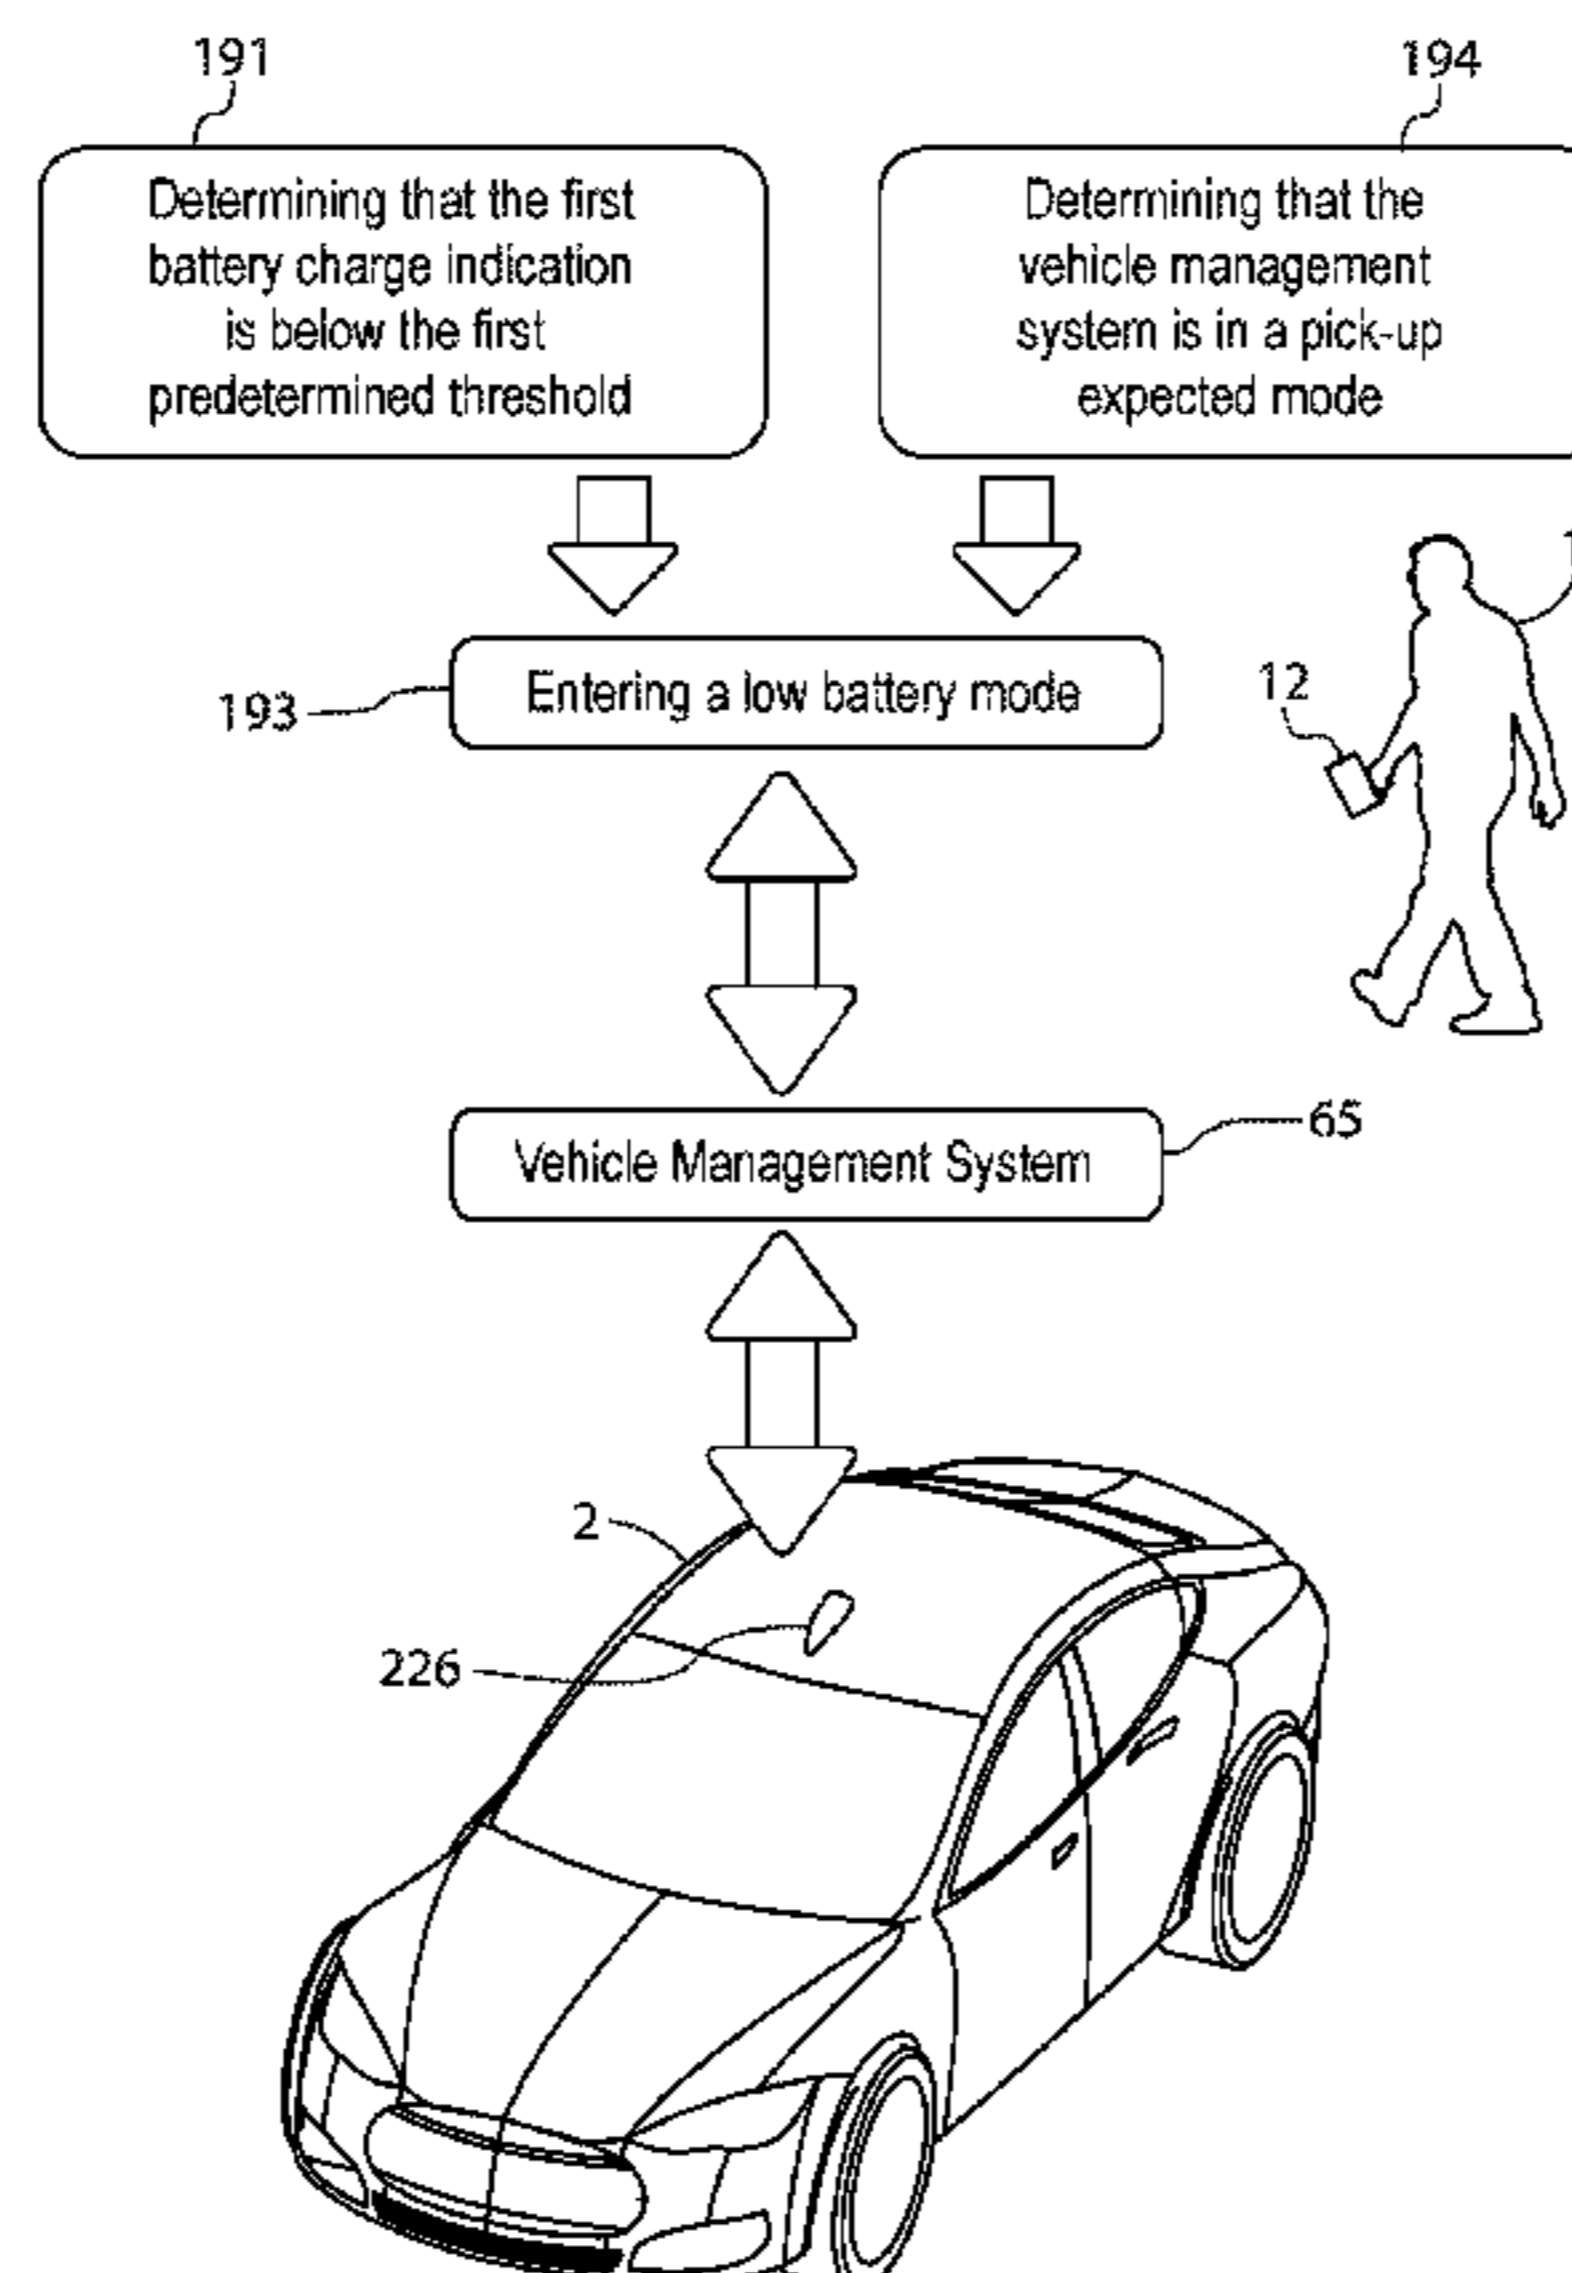 191
194
Determining that the first
battery charge indication
is below the first
predetermined threshold
Determining that the
vehicle management
system is in a pick-up
expected mode
193
Entering a low battery mode
12
Vehicle Management System
65
2
226